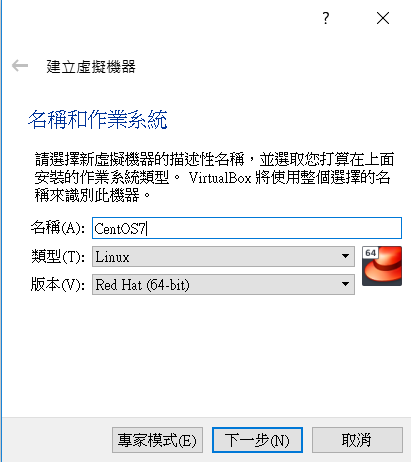 ?
建立虛擬機器
名稱和作業系統
請選擇新虛擬機器的描述性名稱，並選取您打算在上面
安裝的作業系統類型。 VirtualBox 將使用整個選擇的名
稱來識別此機器。
名稱(A): CentOS7
類型(T): Linux
64
版本(V): Red Hat (64-bit)
專家模式(E) 下一步(N) 取消